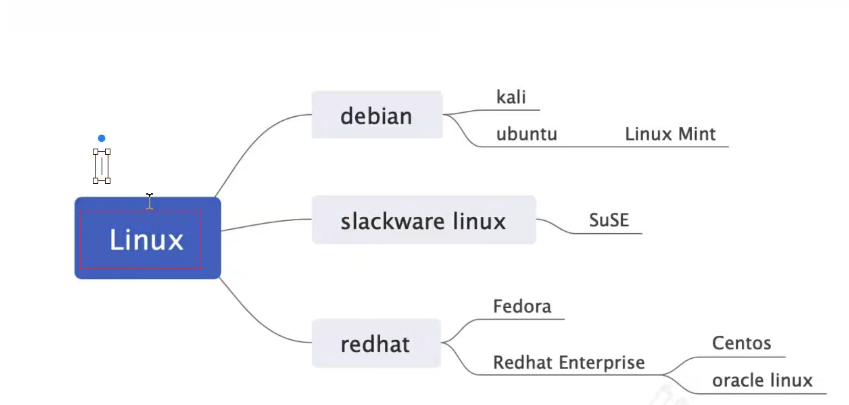 Linux
debian
kali
ubuntu
Linux Mint
slackware linux
SuSE
redhat
Fedora
Redhat Enterprise
Centos
oracle linux